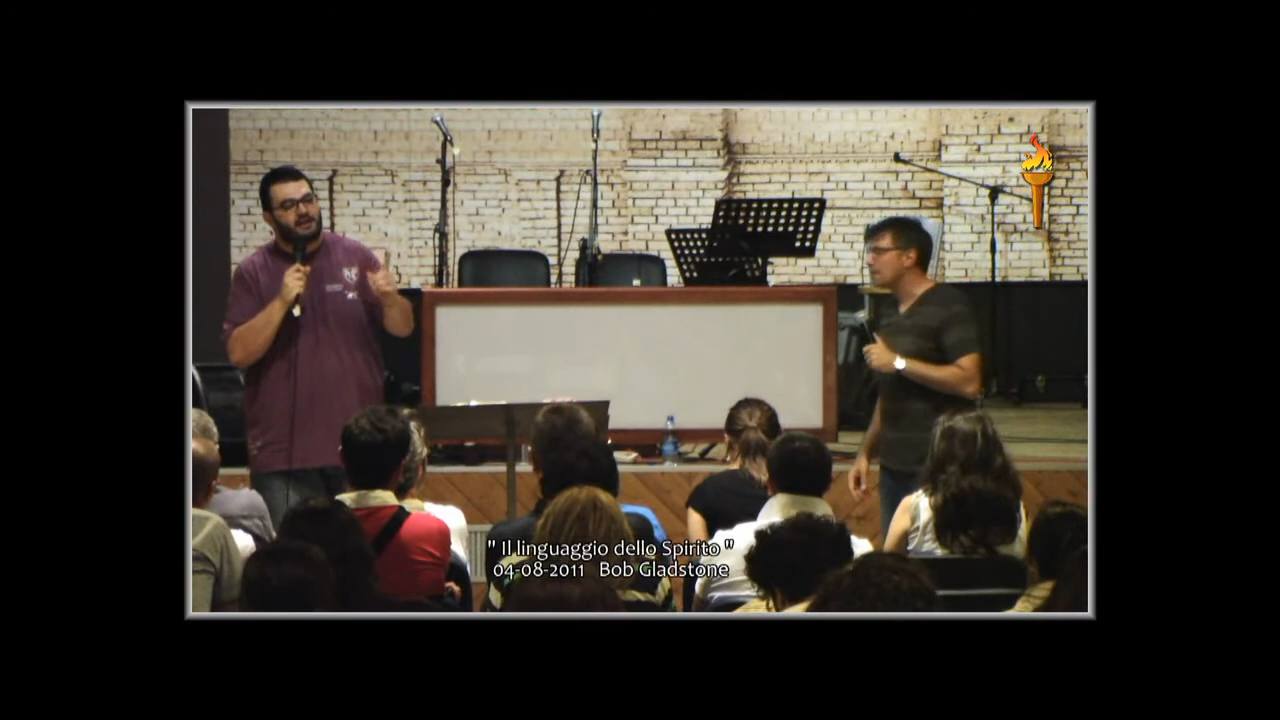 " Il linguaggio dello Spirito "
04-08-2011 Bob Gladstone